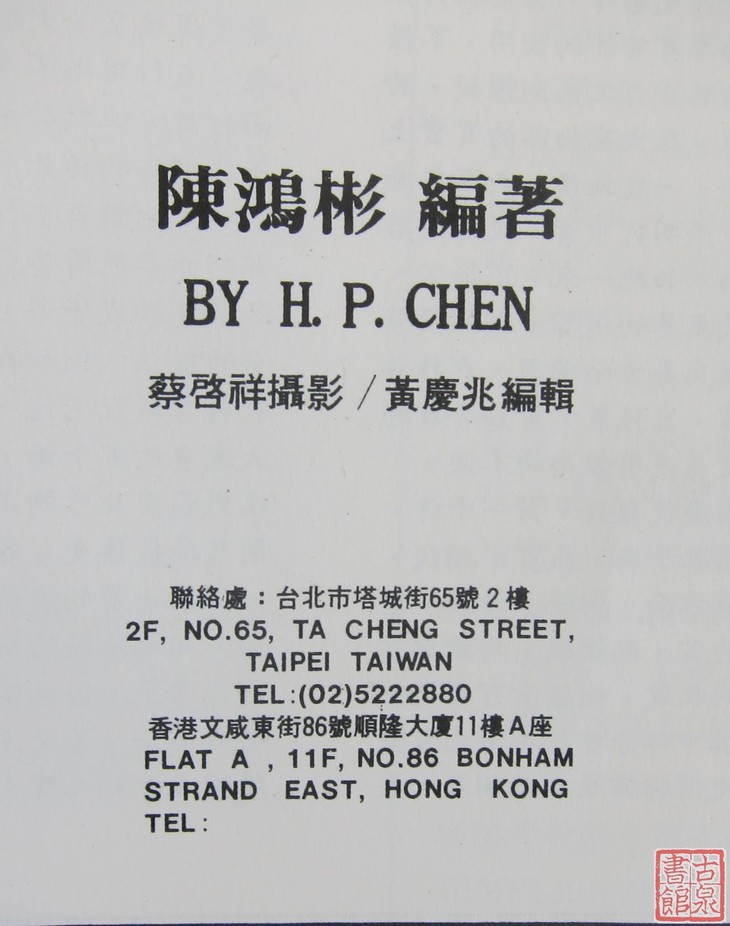 陳鴻彬 編著
BY H. P. CHEN
蔡啓祥攝影/黃慶兆編輯
聯絡處：台北市塔城街65號2樓
2F, NO.65, TA CHENG STREET,
TAIPEI TAIWAN
TEL:(02)5222880
香港文咸東街86號順隆大廈11樓A座
FLAT A , 11F, NO.86 BONHAM
STRAND EAST, HONG KONG
TEL:
古泉書館